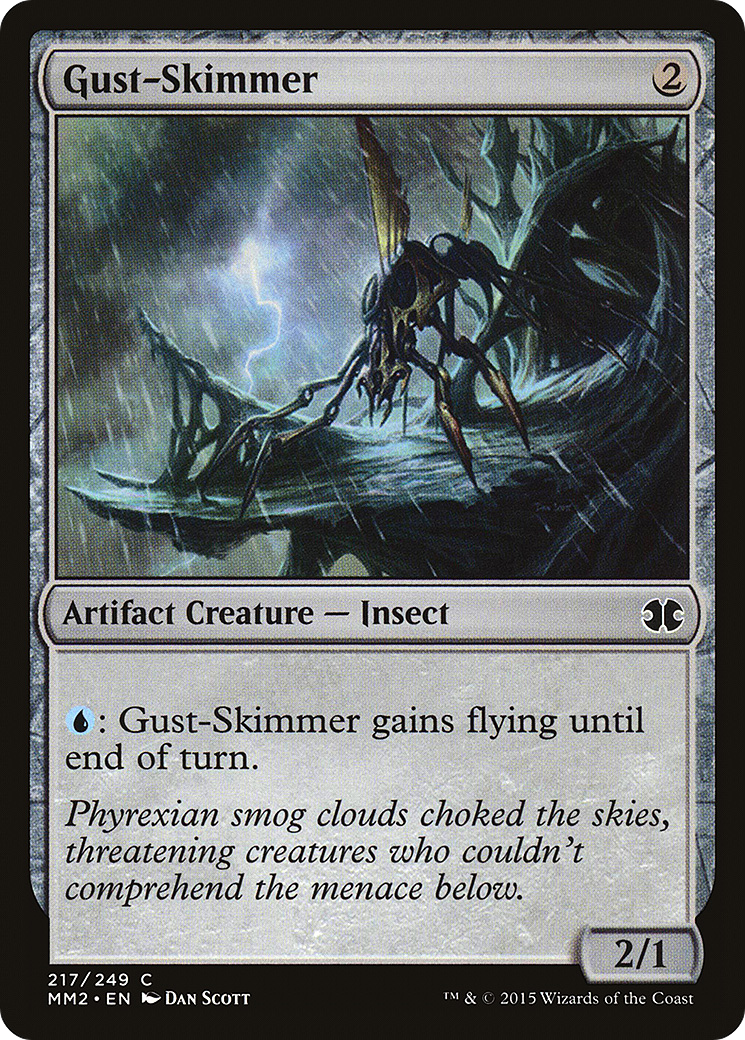 Gust-Skimmer 2
Dan Scott
Artifact Creature — Insect
: Gust-Skimmer gains flying until
end of turn.
Phyrexian smog clouds choked the skies,
threatening creatures who couldn't
comprehend the menace below.
2/1
217/249 C
MM2 • EN Dan Scott
™ & © 2015 Wizards of the Coast